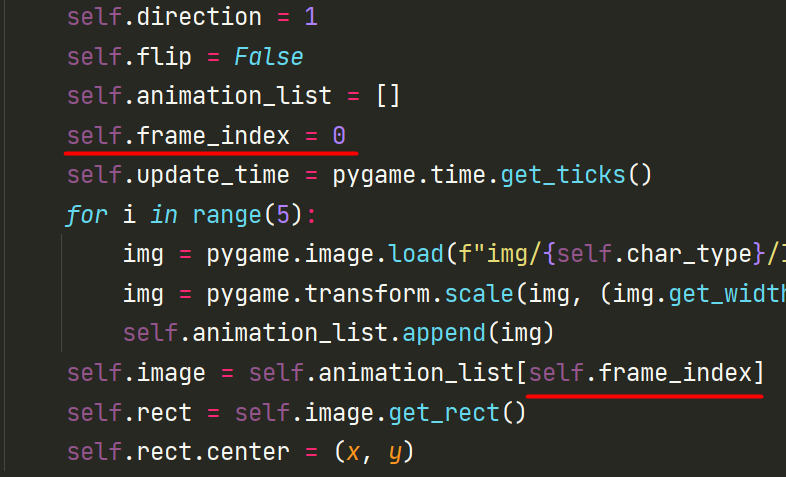 self.direction = 1
self.flip = False
self.animation_list = []
self.frame_index = 0
self.update_time = pygame.time.get_ticks()
for i in range(5):
img = pygame.image.load(f"img/{self.char_type}/
img = pygame.transform.scale(img, (img.get_width
self.animation_list.append(img)
self.image = self.animation_list[self.frame_index]
self.rect = self.image.get_rect()
self.rect.center = (x, y)